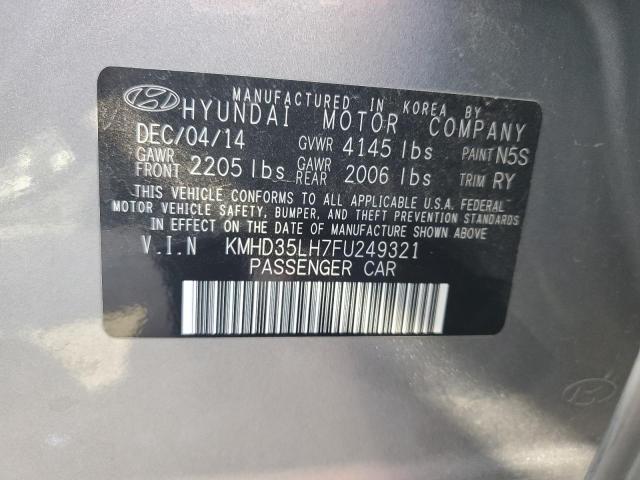 MANUFACTURED IN KOREA BY
HYUNDAI MOTOR COMPANY
DEC/04/14 GVWR 4145 lbs PAINT N5S
GAWR FRONT 2205 lbs GAWR REAR 2006 lbs TRIM RY
THIS VEHICLE CONFORMS TO ALL APPLICABLE U.S.A. FEDERAL
MOTOR VEHICLE SAFETY, BUMPER, AND THEFT PREVENTION STANDARDS
IN EFFECT ON THE DATE OF MANUFACTURE SHOWN ABOVE.
V.I.N KMHD35LH7FU249321
PASSENGER CAR